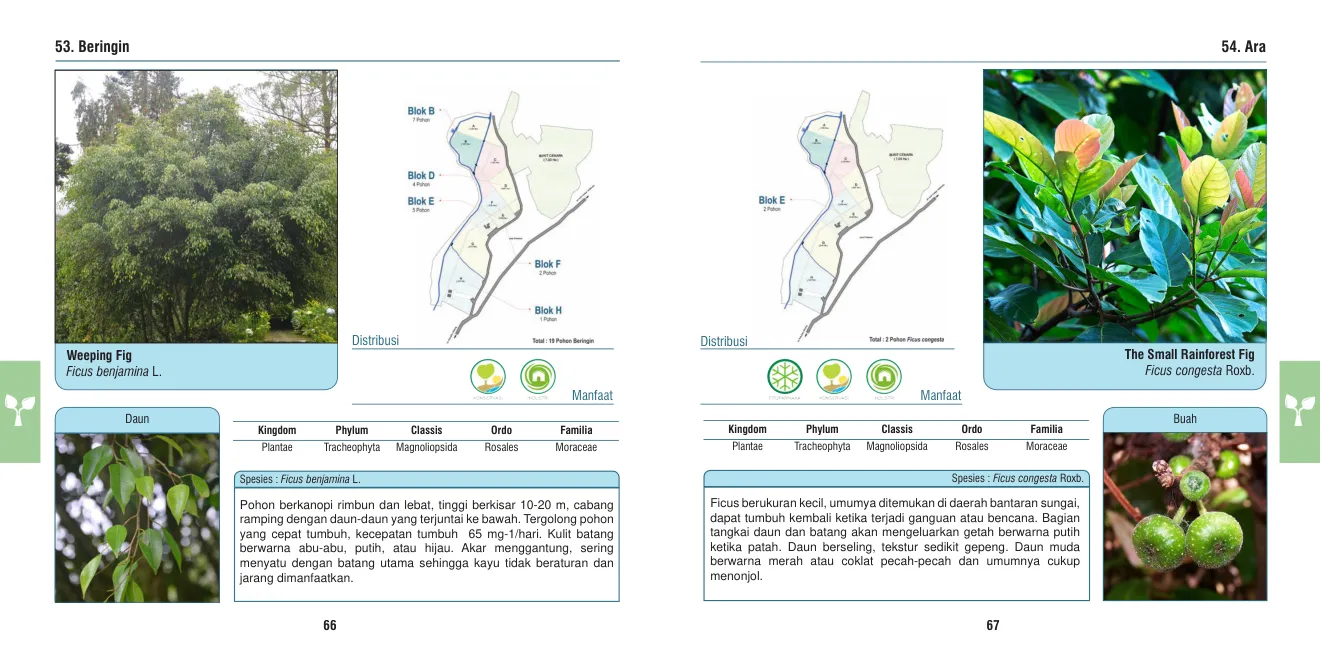 53. Beringin
Blok B
7 Pohon
Blok D
4 Pohon
Blok E
5 Pohon
Blok F
2 Pohon
Blok H
1 Pohon
Total : 19 Pohon Beringin
Distribusi
Manfaat
Weeping Fig
Ficus benjamina L.
Daun
Kingdom Phylum Classis Ordo Familia
Plantae Tracheophyta Magnoliopsida Rosales Moraceae
Spesies : Ficus benjamina L.
Pohon berkanopi rimbun dan lebat, tinggi berkisar 10-20 m, cabang
ramping dengan daun-daun yang terjuntai ke bawah. Tergolong pohon
yang cepat tumbuh, kecepatan tumbuh 65 mg-1/hari. Kulit batang
berwarna abu-abu, putih, atau hijau. Akar menggantung, sering
menyatu dengan batang utama sehingga kayu tidak beraturan dan
jarang dimanfaatkan.
66
54. Ara
Blok E
2 Pohon
Total : 2 Pohon Ficus congesta
Distribusi
Manfaat
The Small Rainforest Fig
Ficus congesta Roxb.
Kingdom Phylum Classis Ordo Familia
Plantae Tracheophyta Magnoliopsida Rosales Moraceae
Buah
Spesies : Ficus congesta Roxb.
Ficus berukuran kecil, umumya ditemukan di daerah bantaran sungai,
dapat tumbuh kembali ketika terjadi ganguan atau bencana. Bagian
tangkai daun dan batang akan mengeluarkan getah berwarna putih
ketika patah. Daun berseling, tekstur sedikit gepeng. Daun muda
berwarna merah atau coklat pecah-pecah dan umumnya cukup
menonjol.
67